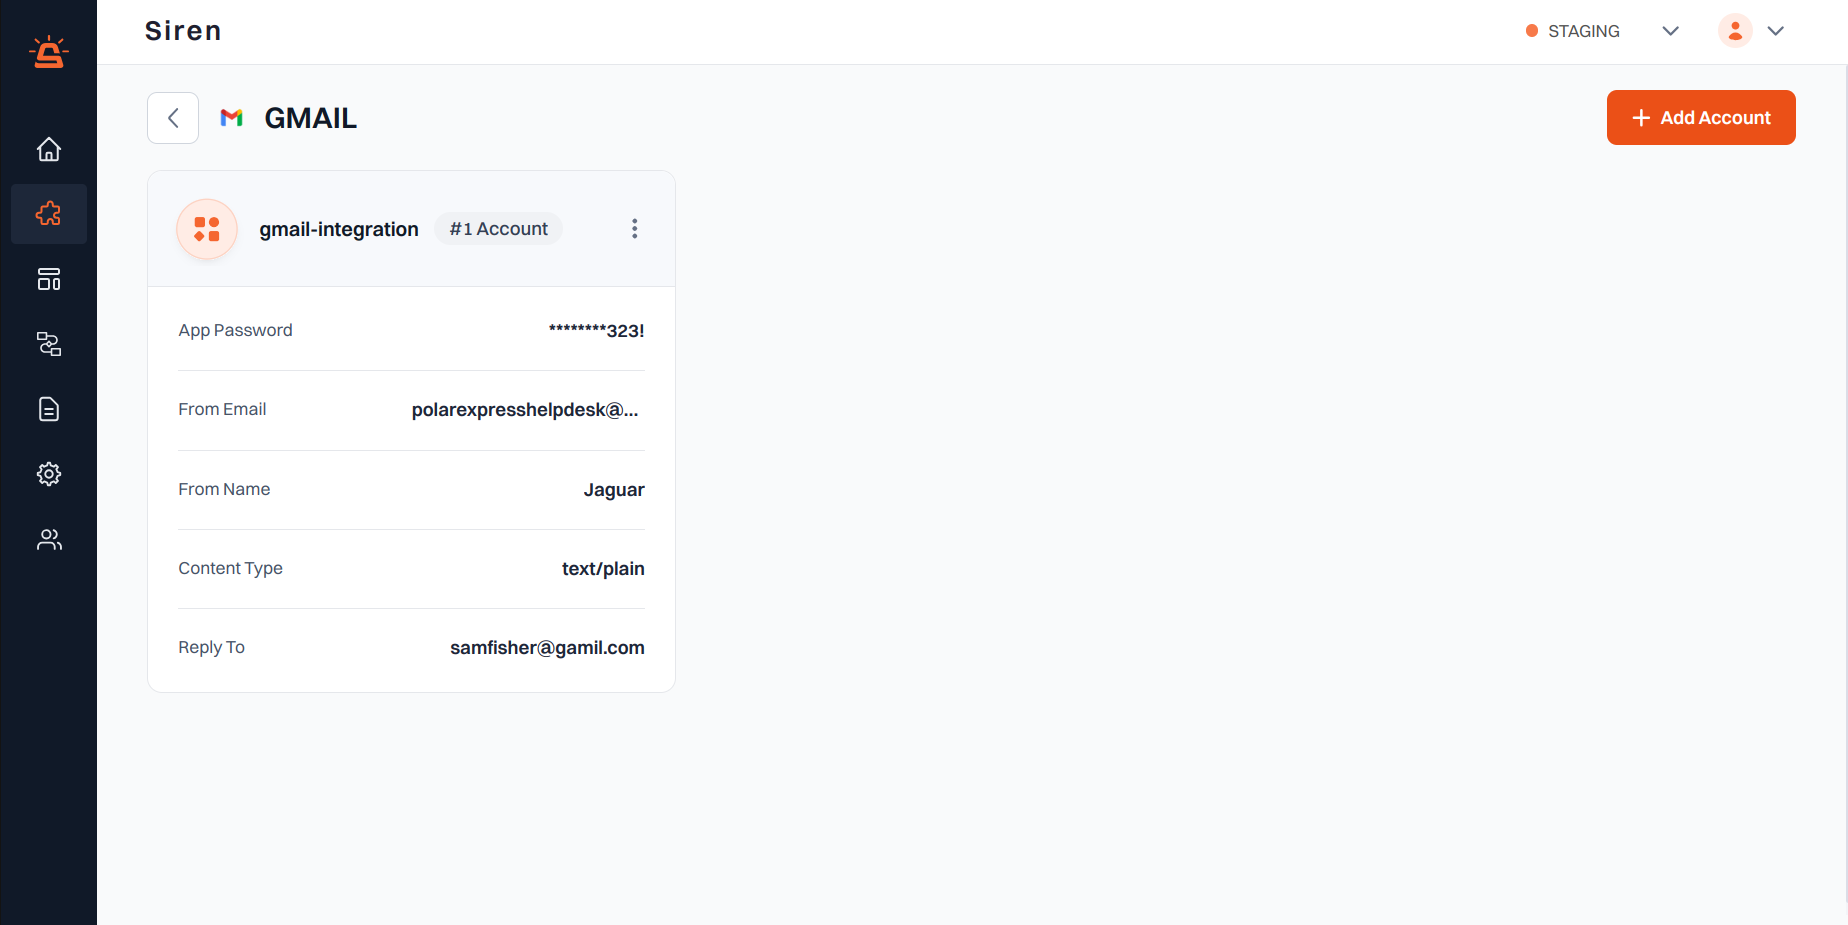 Siren
STAGING
GMAIL
Add Account
gmail-integration
#1 Account
App Password
********323!
From Email
polarexpresshelpdesk@...
From Name
Jaguar
Content Type
text/plain
Reply To
samfisher@gamil.com